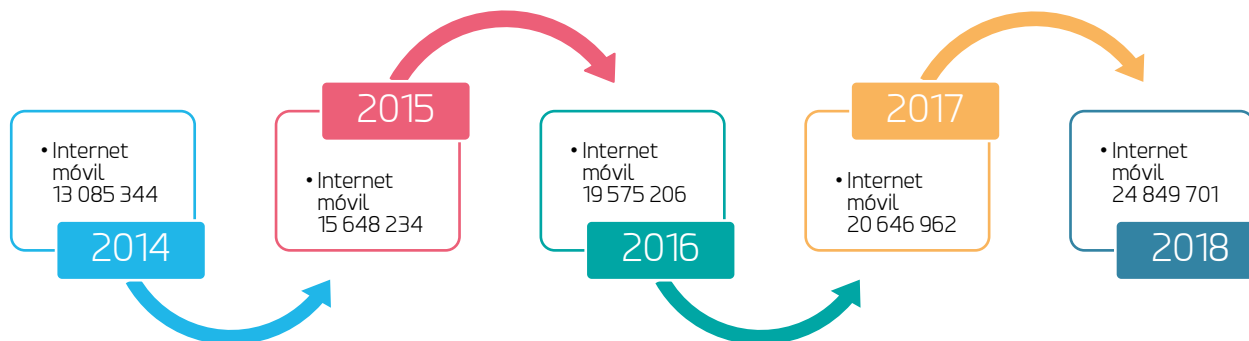 • Internet
móvil
13 085 344
2014
2015
• Internet
móvil
15 648 234
• Internet
móvil
19 575 206
2016
2017
• Internet
móvil
20 646 962
• Internet
móvil
24 849 701
2018